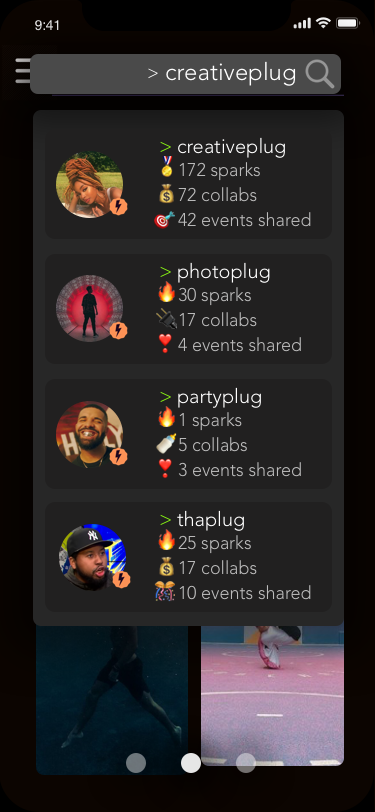 9:41
> creativeplug
> creativeplug
172 sparks
72 collabs
42 events shared
> photoplug
30 sparks
17 collabs
4 events shared
> partyplug
1 sparks
5 collabs
3 events shared
> thaplug
25 sparks
17 collabs
10 events shared